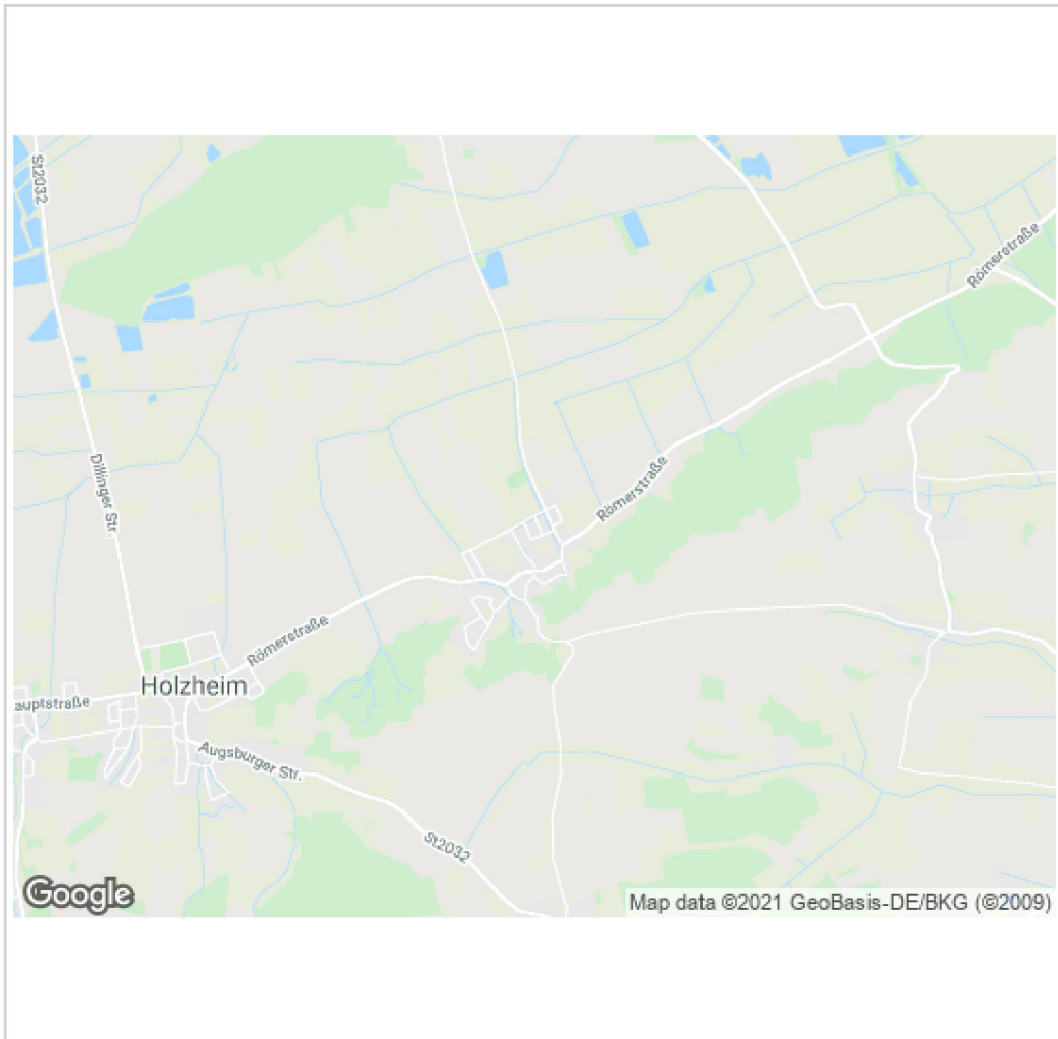 St2032
Römerstraße
Dillinger Str.
Römerstraße
Römerstraße
Holzheim
auptstraße
Augsburger Str.
St2032
Google
Map data ©2021 GeoBasis-DE/BKG (©2009)